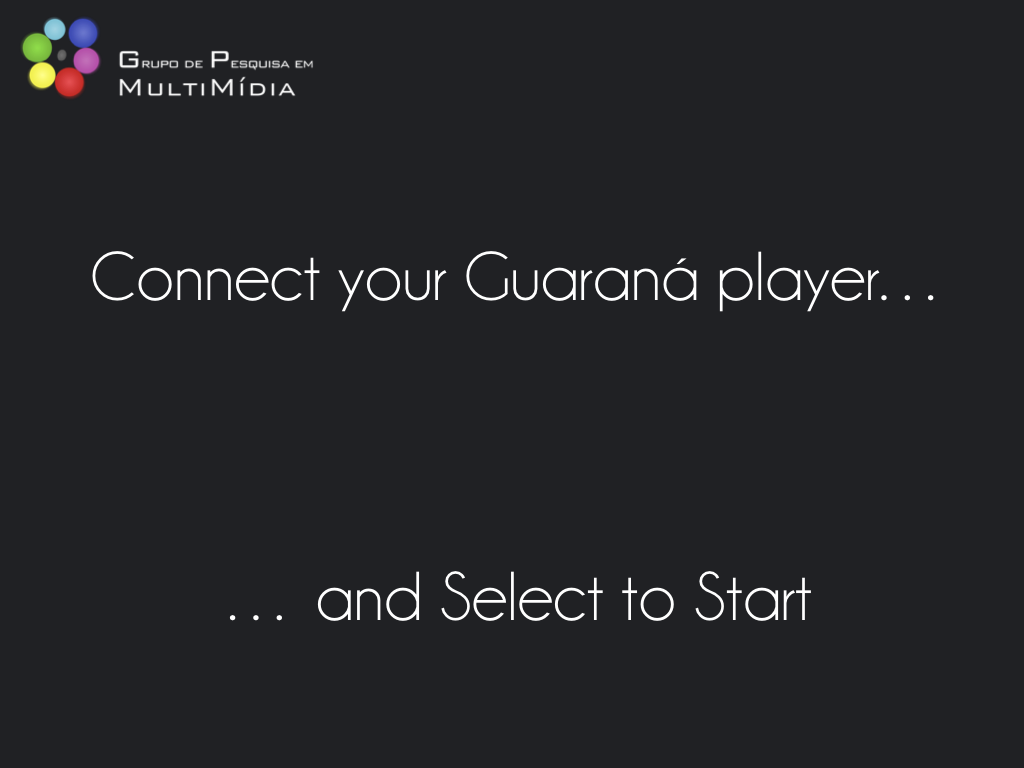 Grupo de Pesquisa em
MultiMídia
Connect your Guaraná player...
... and Select to Start